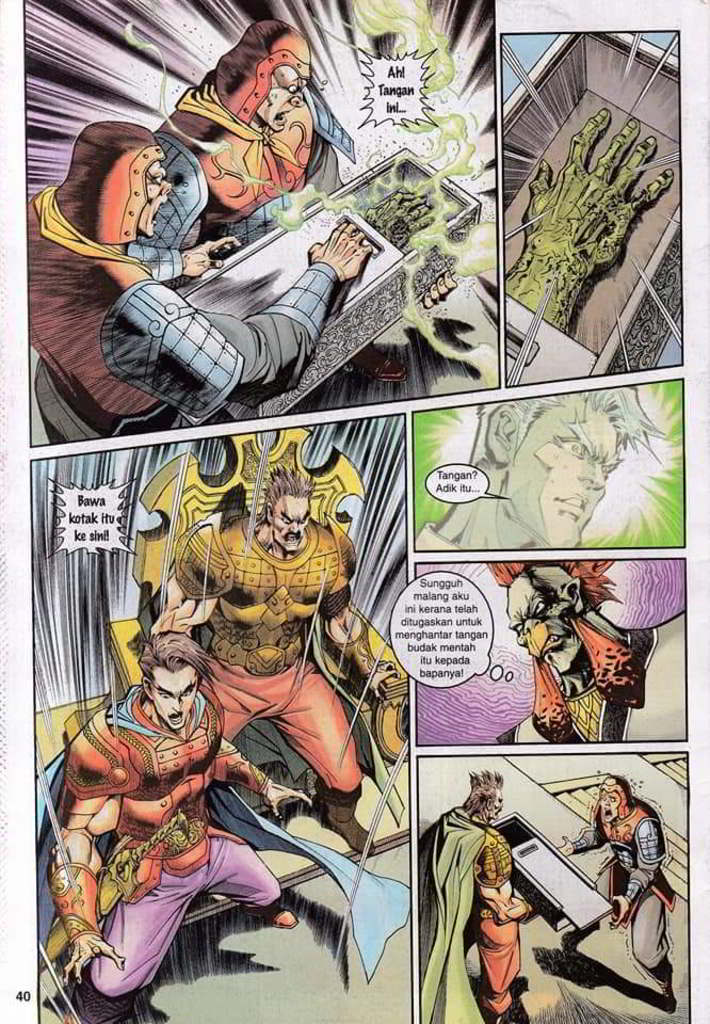 Ah!
Tangan
ini...
Bawa
kotak itu
ke sini!
Tangan?
Adik itu...
Sungguh
malang aku
ini kerana telah
ditugaskan untuk
menghantar tangan
budak mentah
itu kepada
bapanya!
40